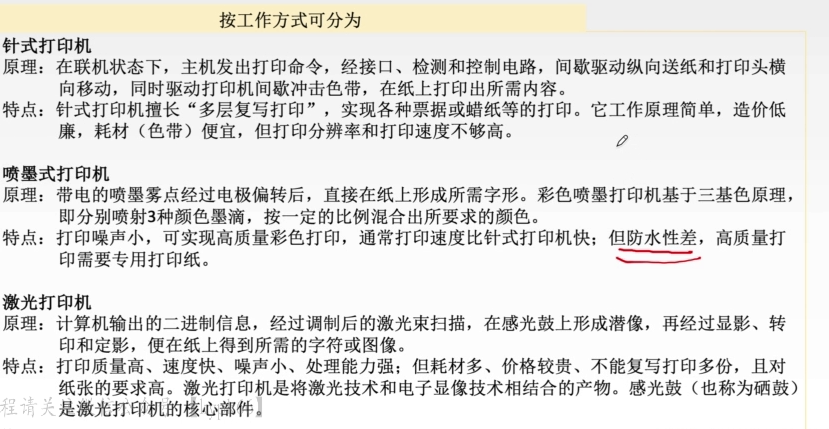 按工作方式可分为
针式打印机
原理：在联机状态下，主机发出打印命令，经接口、检测和控制电路，间歇驱动纵向送纸和打印头横
向移动，同时驱动打印机间歇冲击色带，在纸上打印出所需内容。
特点：针式打印机擅长“多层复写打印”，实现各种票据或蜡纸等的打印。它工作原理简单，造价低
廉，耗材（色带）便宜，但打印分辨率和打印速度不够高。
喷墨式打印机
原理：带电的喷墨雾点经过电极偏转后，直接在纸上形成所需字形。彩色喷墨打印机基于三基色原理，
即分别喷射3种颜色墨滴，按一定的比例混合出所要求的颜色。
特点：打印噪声小，可实现高质量彩色打印，通常打印速度比针式打印机快；但防水性差，高质量打
印需要专用打印纸。
激光打印机
原理：计算机输出的二进制信息，经过调制后的激光束扫描，在感光鼓上形成潜像，再经过显影、转
印和定影，便在纸上得到所需的字符或图像。
特点：打印质量高、速度快、噪声小、处理能力强；但耗材多、价格较贵、不能复写打印多份，且对
纸张的要求高。激光打印机是将激光技术和电子显像技术相结合的产物。感光鼓（也称为硒鼓）
是激光打印机的核心部件。
程请关